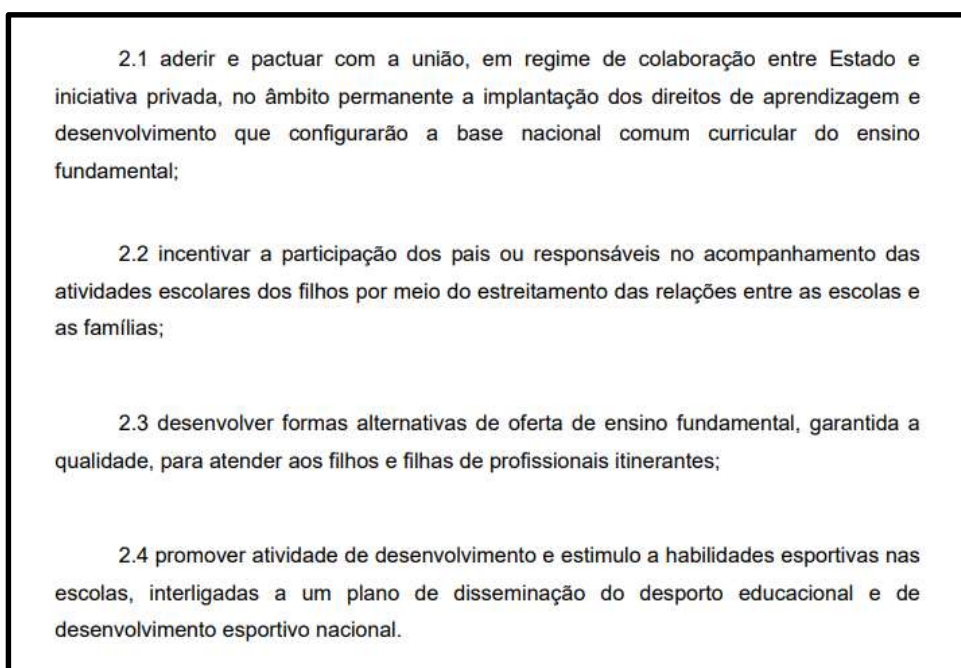 2.1 aderir e pactuar com a união, em regime de colaboração entre Estado e
iniciativa privada, no âmbito permanente a implantação dos direitos de aprendizagem e
desenvolvimento que configurarão a base nacional comum curricular do ensino
fundamental;
2.2 incentivar a participação dos pais ou responsáveis no acompanhamento das
atividades escolares dos filhos por meio do estreitamento das relações entre as escolas e
as famílias;
2.3 desenvolver formas alternativas de oferta de ensino fundamental, garantida a
qualidade, para atender aos filhos e filhas de profissionais itinerantes;
2.4 promover atividade de desenvolvimento e estimulo a habilidades esportivas nas
escolas, interligadas a um plano de disseminação do desporto educacional e de
desenvolvimento esportivo nacional.